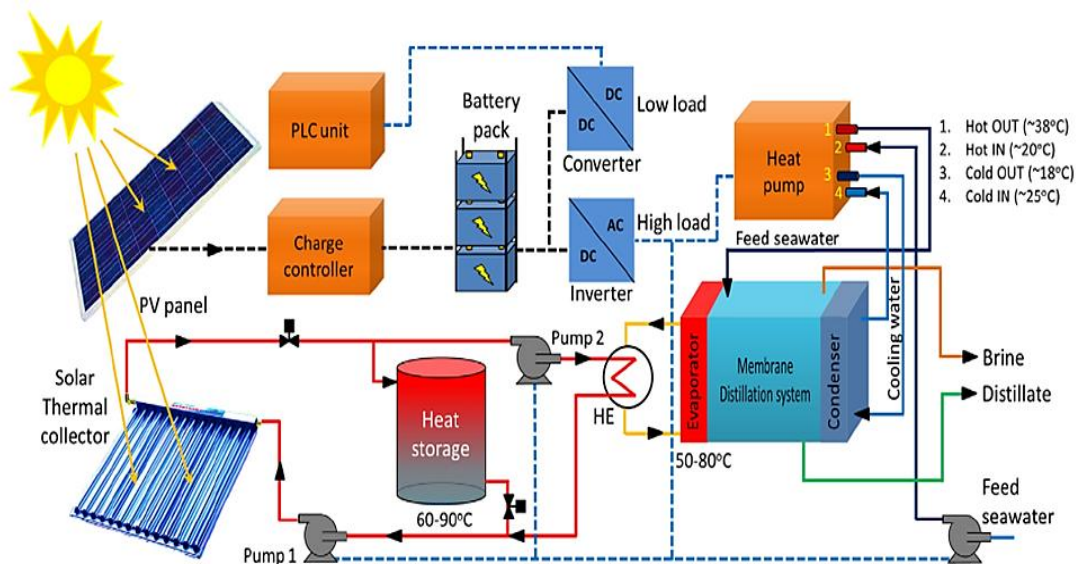 PLC unit
Battery
pack
DC
DC
Low load
Converter
Heat
pump
1
2
3
4
1. Hot OUT (~38°C)
2. Hot IN (~20°C)
3. Cold OUT (~18°C)
4. Cold IN (~25°C)
Charge
controller
AC
DC
High load
Inverter
Feed seawater
PV panel
Pump 2
Solar
Thermal
collector
Heat
storage
60-90°C
HE
Evaporator
Membrane
Distillation system
Condenser
Cooling water
50-80°C
Brine
Distillate
Feed
seawater
Pump 1